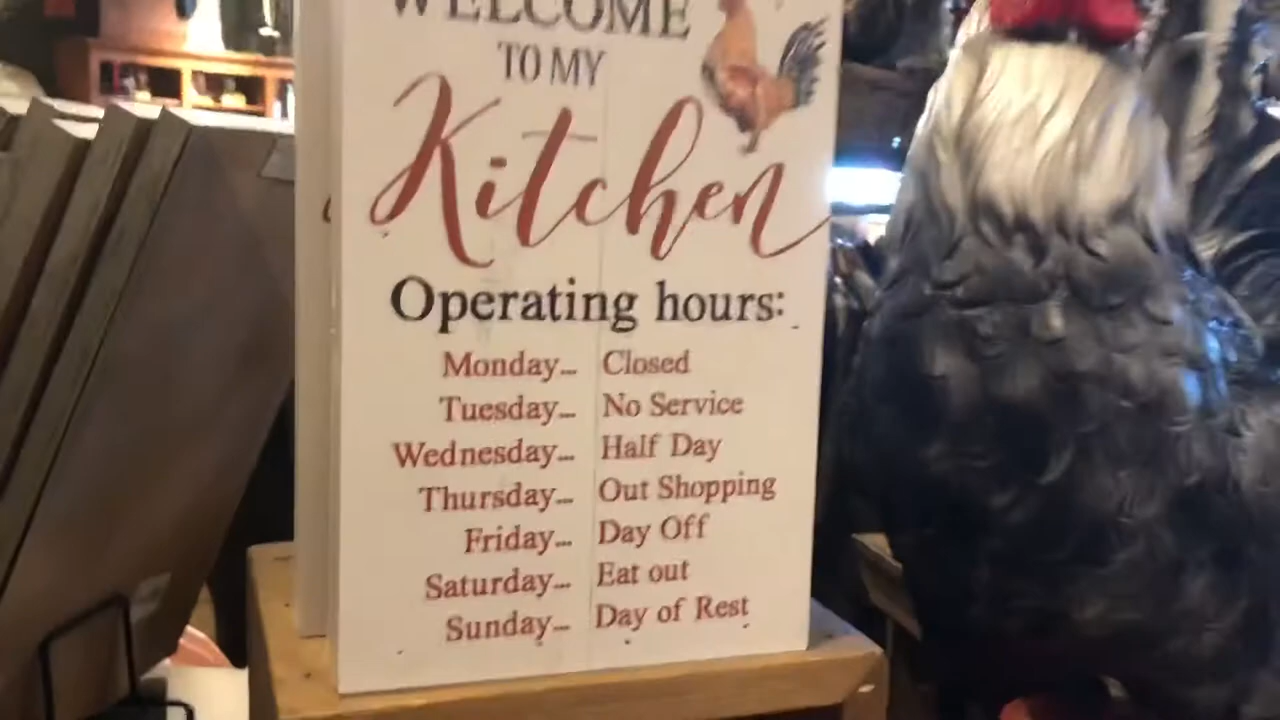 WELCOME
TO MY
Kitchen
Operating hours:
Monday... Closed
Tuesday... No Service
Wednesday... Half Day
Thursday... Out Shopping
Friday... Day Off
Saturday... Eat out
Sunday... Day of Rest